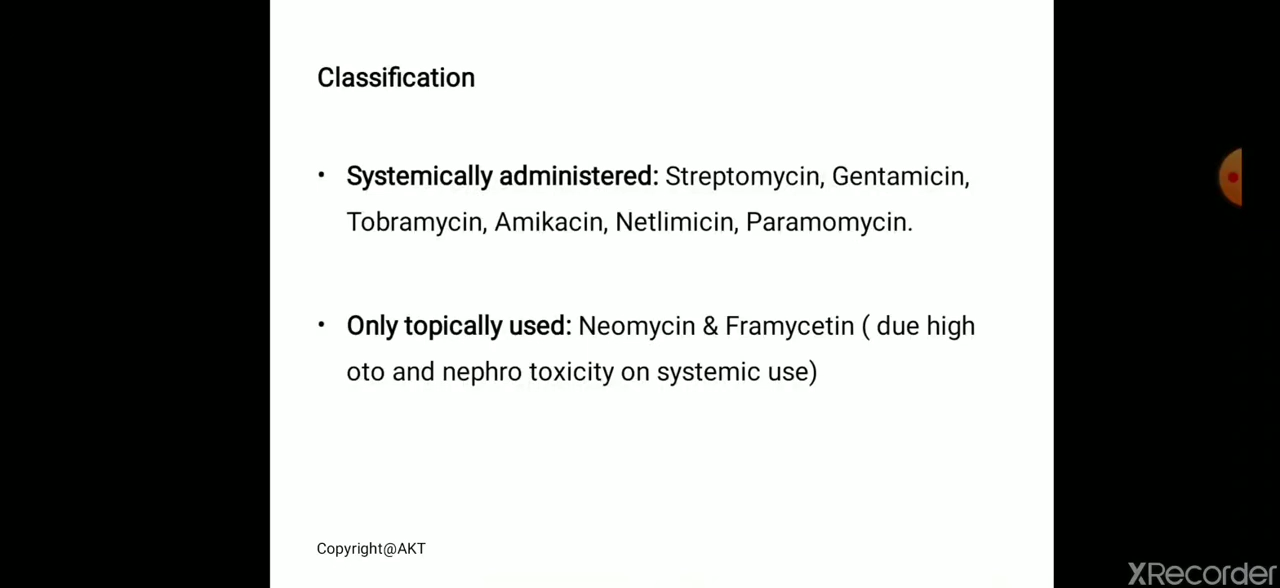 Classification
• Systemically administered: Streptomycin, Gentamicin,
Tobramycin, Amikacin, Netlimicin, Paramomycin.
• Only topically used: Neomycin & Framycetin ( due high
oto and nephro toxicity on systemic use)
Copyright@AKT
XRecorder